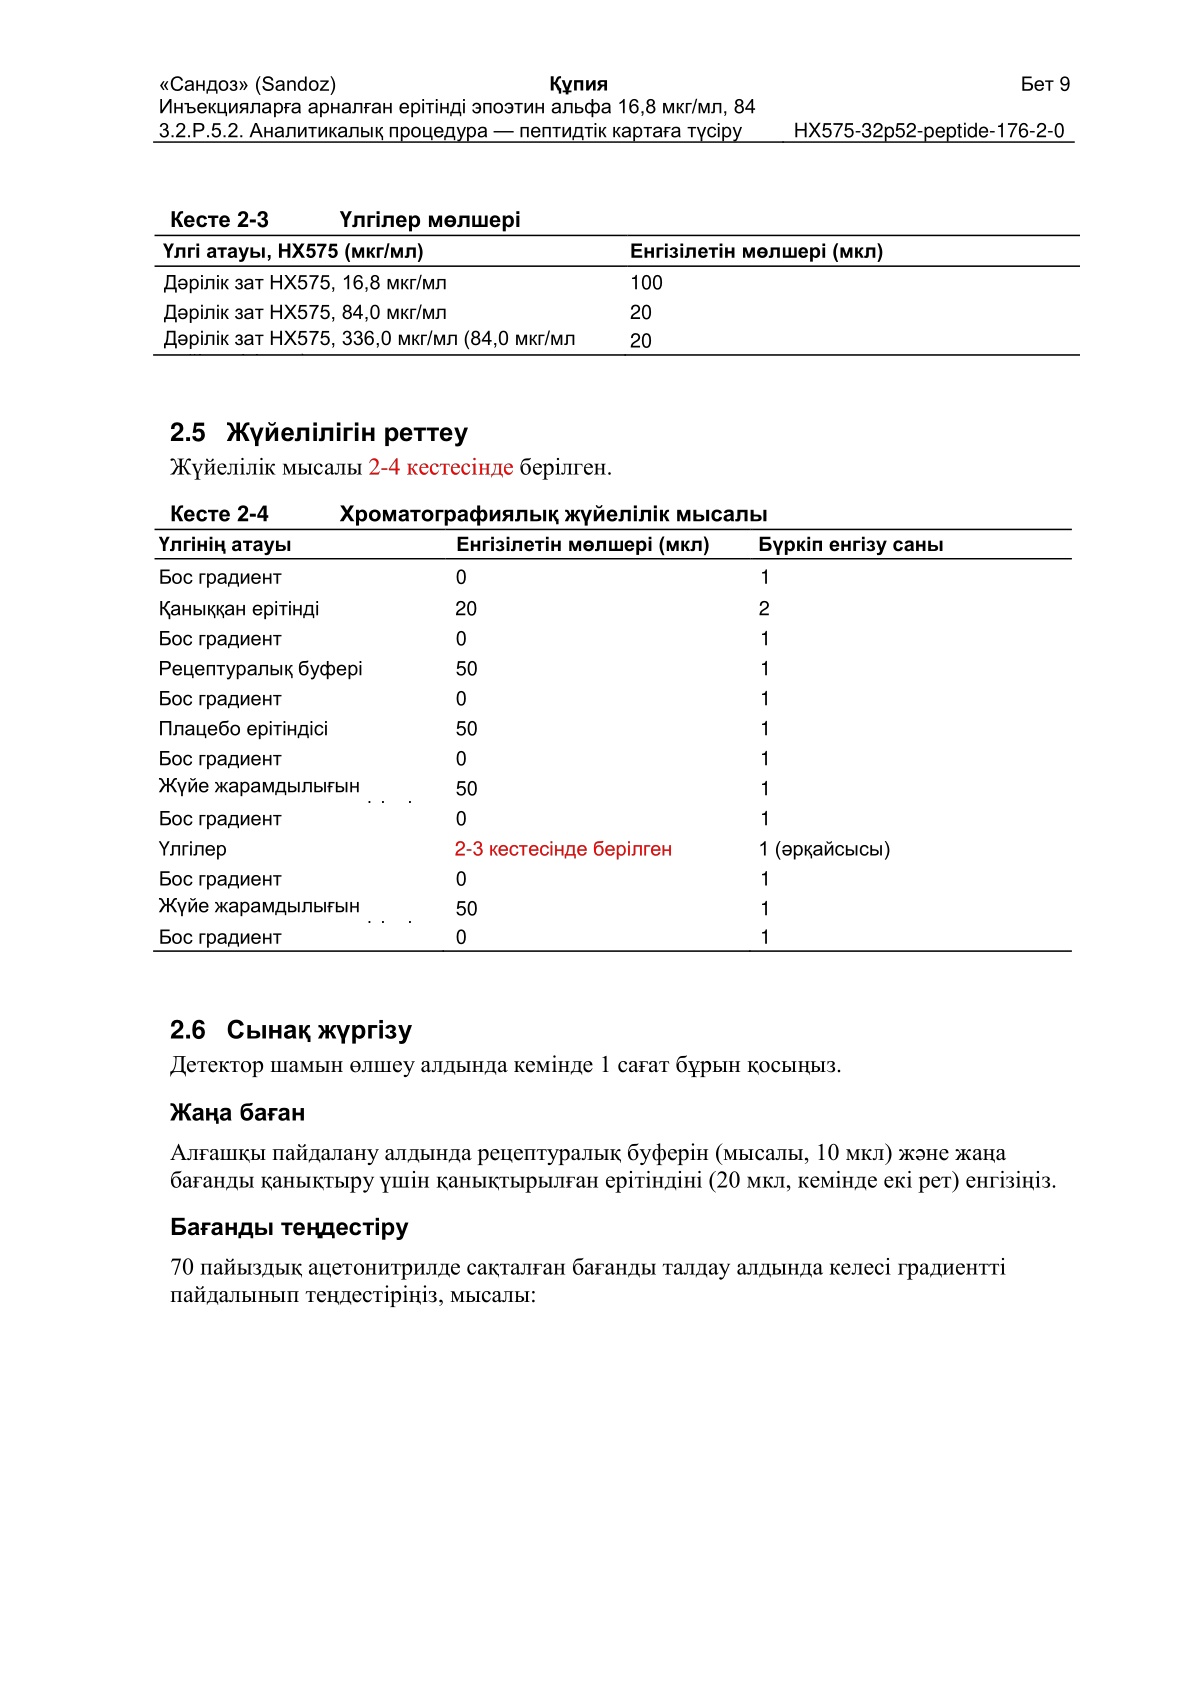 «Сандоз» (Sandoz) Құпия Бет 9
Инъекцияларға арналған ерітінді эпоэтин альфа 16,8 мкг/мл, 84
3.2.P.5.2. Аналитикалық процедура — пептидтік картаға түсіру HX575-32p52-peptide-176-2-0
Кесте 2-3 Үлгілер мөлшері
Үлгі атауы, HX575 (мкг/мл) Енгізілетін мөлшері (мкл)
Дәрілік зат HX575, 16,8 мкг/мл 100
Дәрілік зат HX575, 84,0 мкг/мл 20
Дәрілік зат HX575, 336,0 мкг/мл (84,0 мкг/мл 20
2.5 Жүйелілігін реттеу
Жүйелілік мысалы 2-4 кестесінде берілген.
Кесте 2-4 Хроматографиялық жүйелілік мысалы
Үлгінің атауы Енгізілетін мөлшері (мкл) Бүркіп енгізу саны
Бос градиент 0 1
Қаныққан ерітінді 20 2
Бос градиент 0 1
Рецептуралық буфері 50 1
Бос градиент 0 1
Плацебо ерітіндісі 50 1
Бос градиент 0 1
Жүйе жарамдылығын 50 1
Бос градиент 0 1
Үлгілер 2-3 кестесінде берілген 1 (әрқайсысы)
Бос градиент 0 1
Жүйе жарамдылығын 50 1
Бос градиент 0 1
2.6 Сынақ жүргізу
Детектор шамын өлшеу алдында кемінде 1 сағат бұрын қосыңыз.
Жаңа баған
Алғашқы пайдалану алдында рецептуралық буферін (мысалы, 10 мкл) және жаңа
бағанды қанықтыру үшін қанықтырылған ерітіндіні (20 мкл, кемінде екі рет) енгізіңіз.
Бағанды теңдестіру
70 пайыздық ацетонитрилде сақталған бағанды талдау алдында келесі градиентті
пайдалынып теңдестіріңіз, мысалы: